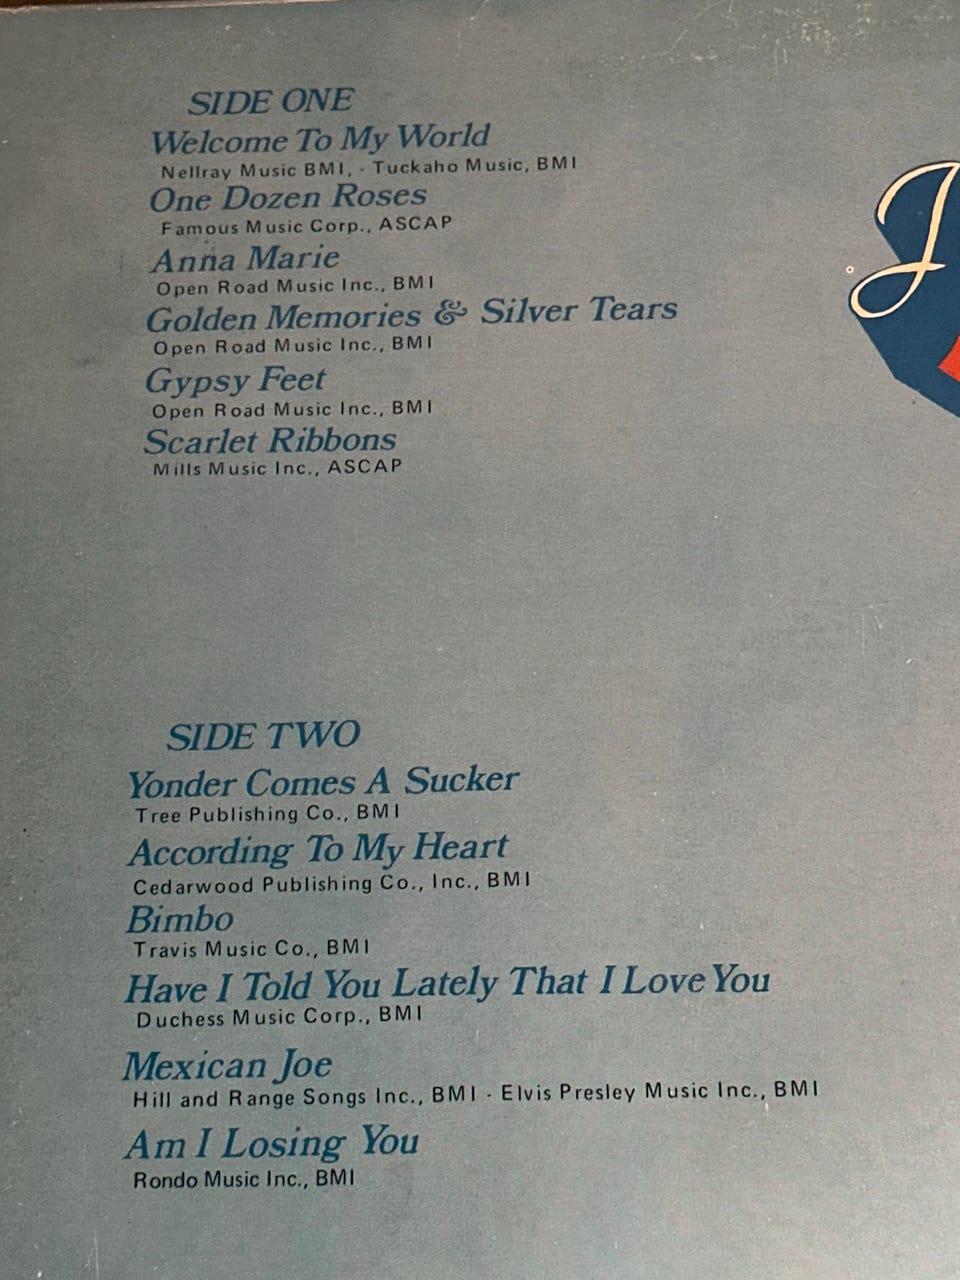 SIDE ONE
Welcome To My World
Nellray Music BMI, - Tuckaho Music, BMI
One Dozen Roses
Famous Music Corp., ASCAP
Anna Marie
Open Road Music Inc., BMI
Golden Memories & Silver Tears
Open Road Music Inc., BMI
Gypsy Feet
Open Road Music Inc., BMI
Scarlet Ribbons
Mills Music Inc., ASCAP
J
SIDE TWO
Yonder Comes A Sucker
Tree Publishing Co., BMI
According To My Heart
Cedarwood Publishing Co., Inc., BMI
Bimbo
Travis Music Co., BMI
Have I Told You Lately That I Love You
Duchess Music Corp., BMI
Mexican Joe
Hill and Range Songs Inc., BMI - Elvis Presley Music Inc., BMI
Am I Losing You
Rondo Music Inc., BMI